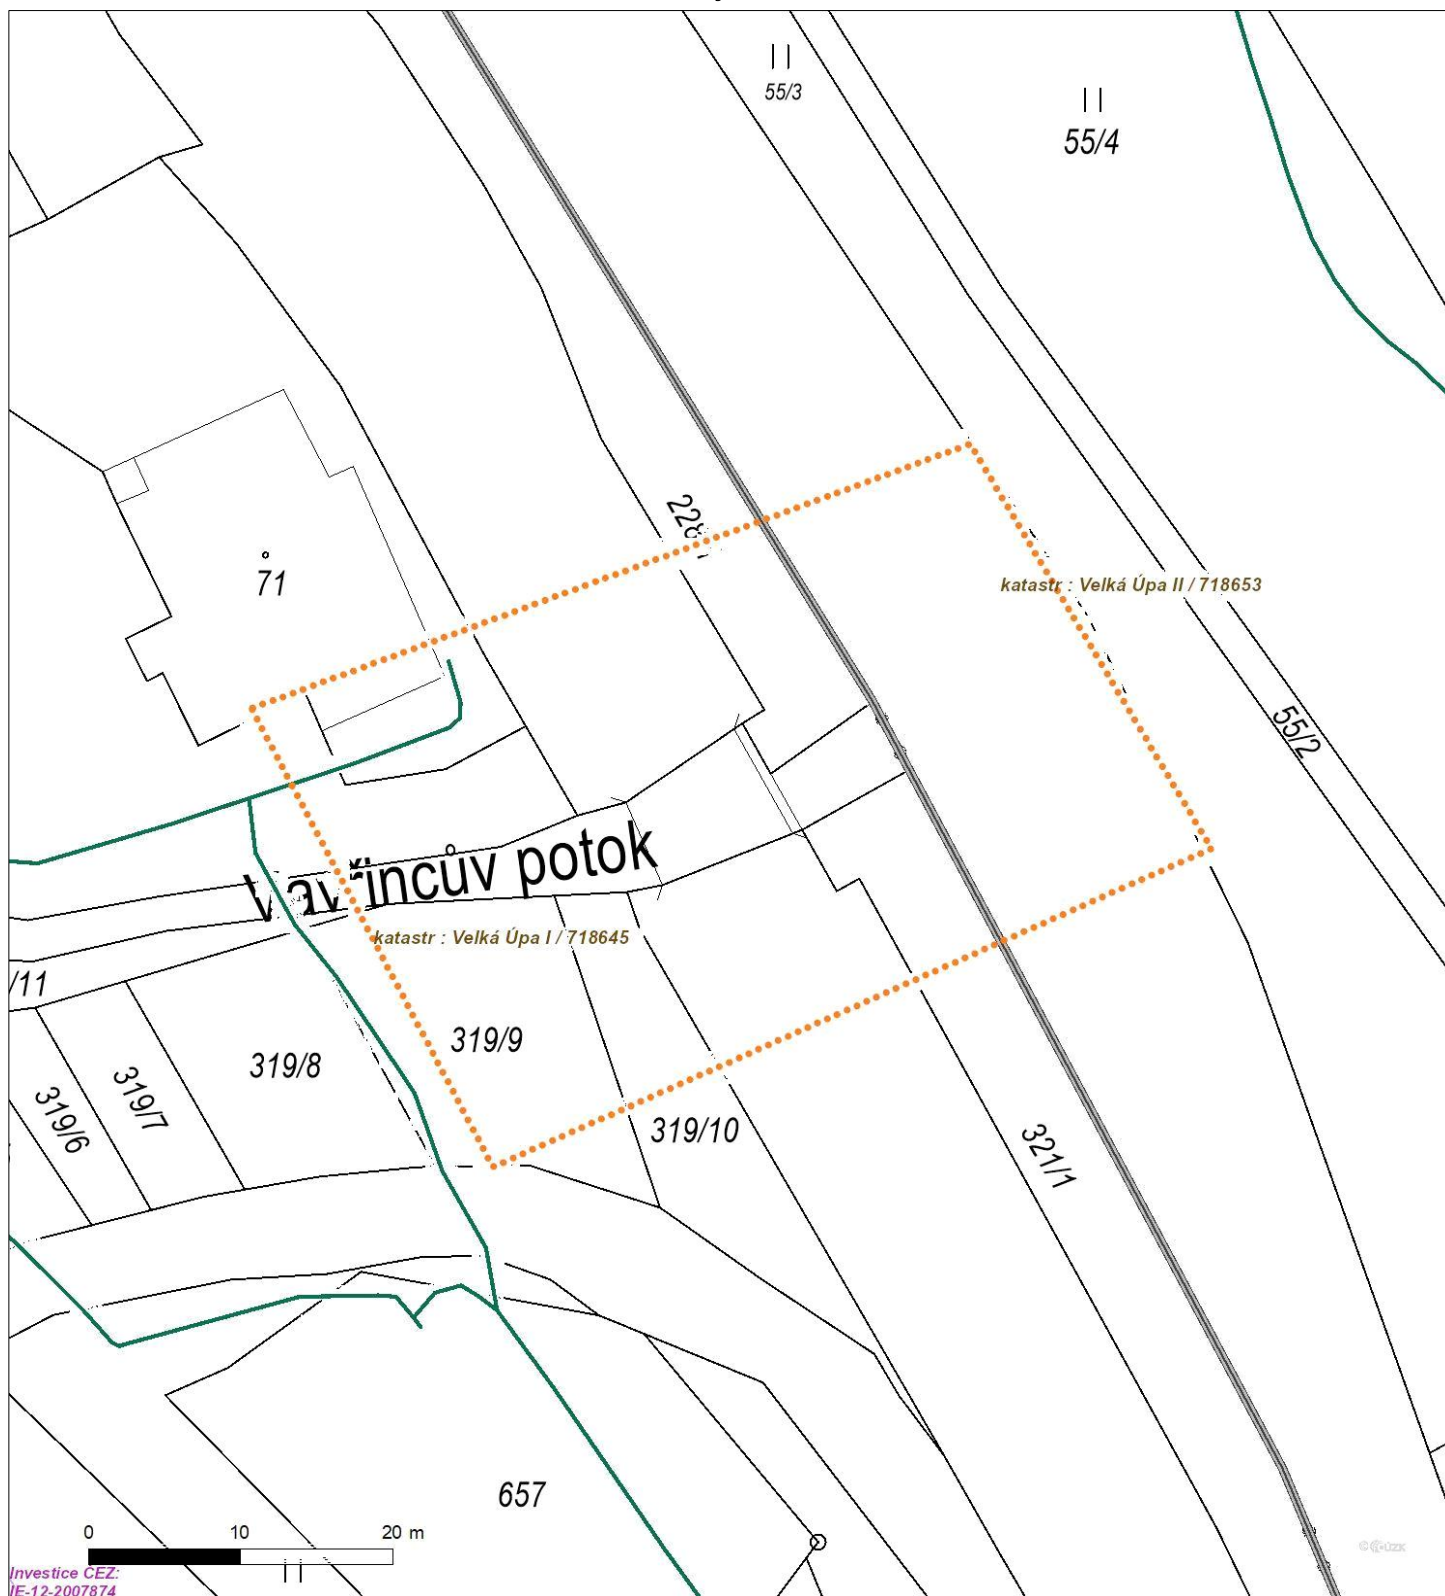 55/3
55/4
228/
71
katastr : Velká Úpa II / 718653
55/2
Vavřincův potok
katastr : Velká Úpa I / 718645
/11
319/9
319/8
319/7
319/6
319/10
321/1
657
0 10 20 m
Investice CEZ:
IE-12-2007874
© ČÚZK